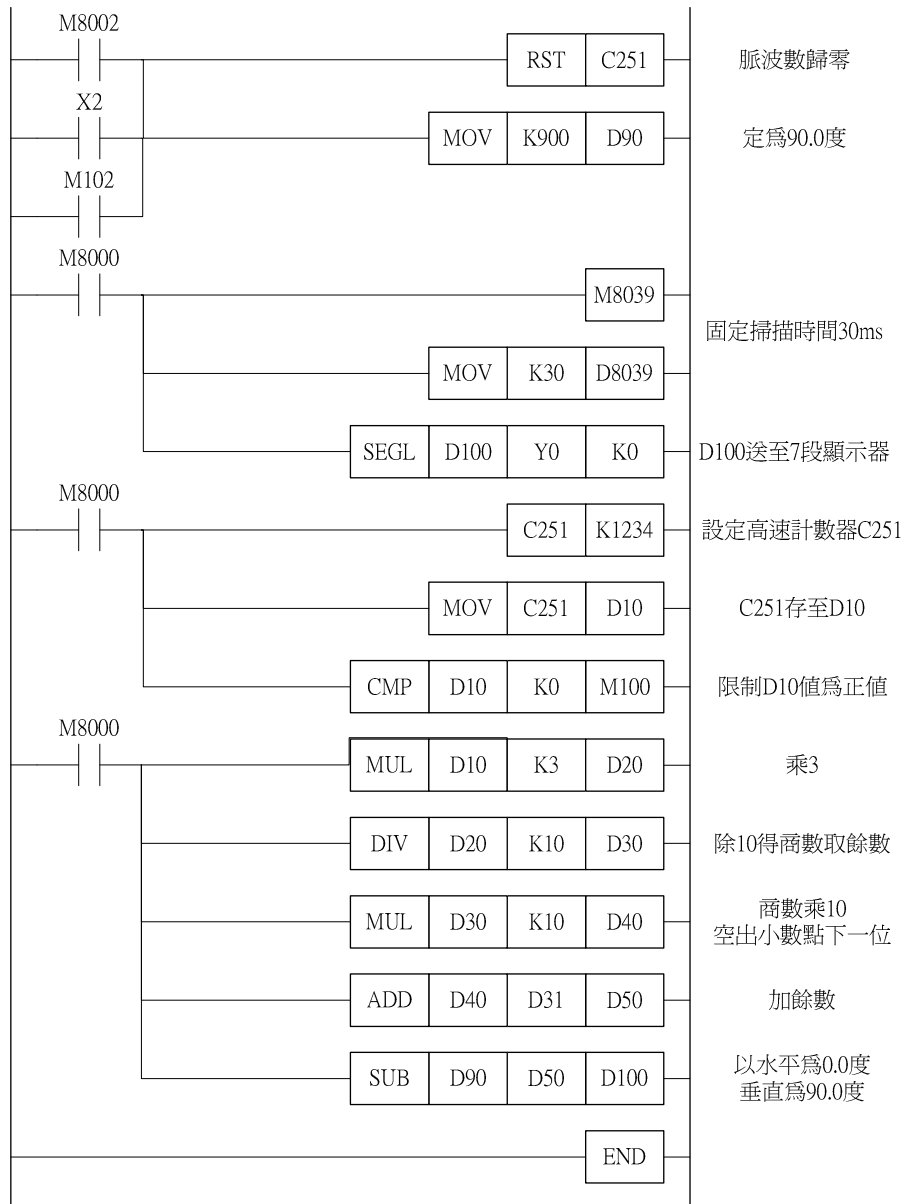 M8002
RST C251 脈波數歸零
X2
MOV K900 D90 定為90.0度
M102
M8000
M8039
固定掃描時間30ms
MOV K30 D8039
SEGL D100 Y0 K0 D100送至7段顯示器
M8000
C251 K1234 設定高速計數器C251
MOV C251 D10 C251存至D10
CMP D10 K0 M100 限制D10值為正值
M8000
MUL D10 K3 D20 乘3
DIV D20 K10 D30 除10得商數取餘數
商數乘10
MUL D30 K10 D40
空出小數點下一位
ADD D40 D31 D50 加餘數
以水平為0.0度
SUB D90 D50 D100
垂直為90.0度
END